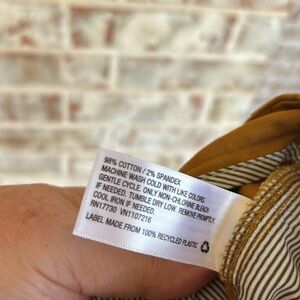 98% COTTON / 2% SPANDEX
MACHINE WASH COLD WITH LIKE COLORS,
GENTLE CYCLE. ONLY NON-CHLORINE BLEACH
IF NEEDED. TUMBLE DRY LOW. REMOVE PROMPTLY.
COOL IRON IF NEEDED.
RN17730 VN1107216
LABEL MADE FROM 100% RECYCLED PLASTIC